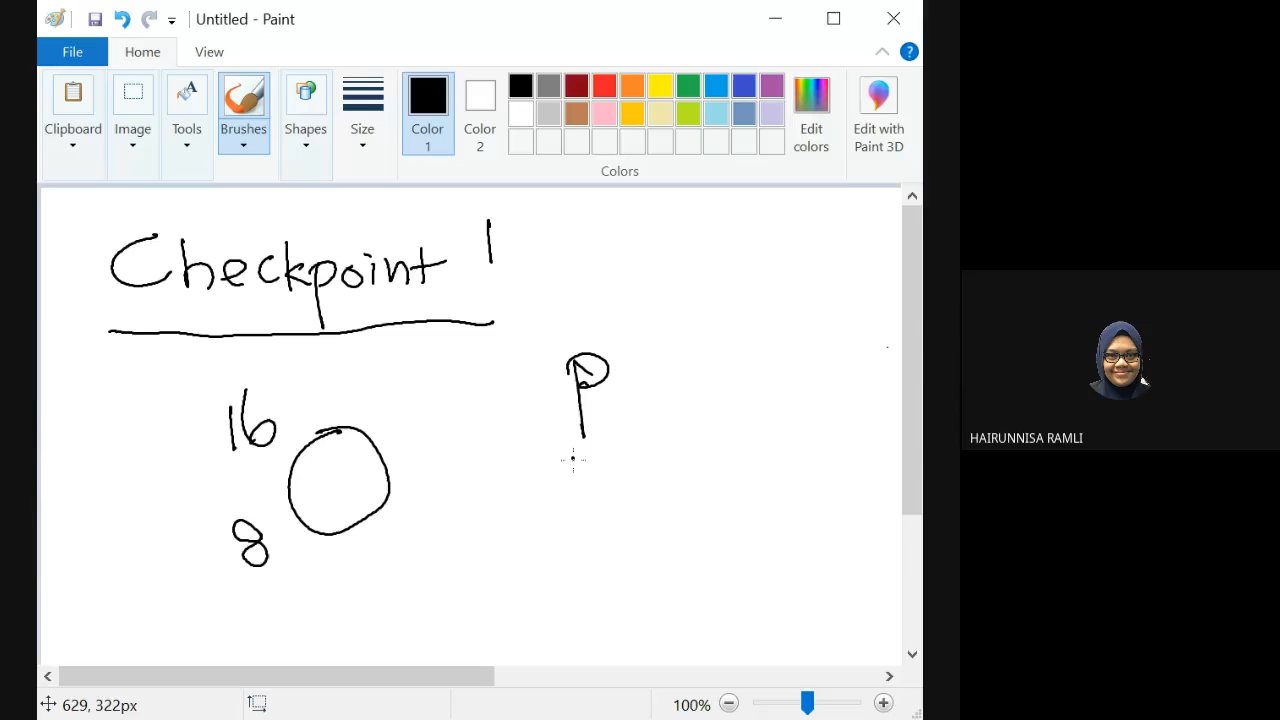 Untitled - Paint
File Home View
Clipboard Image Tools Brushes Shapes Size Color 1 Color 2 Edit colors Edit with Paint 3D
Colors
Checkpoint 1
P
16
8
HAIRUNNISA RAMLI
629, 322px
100%